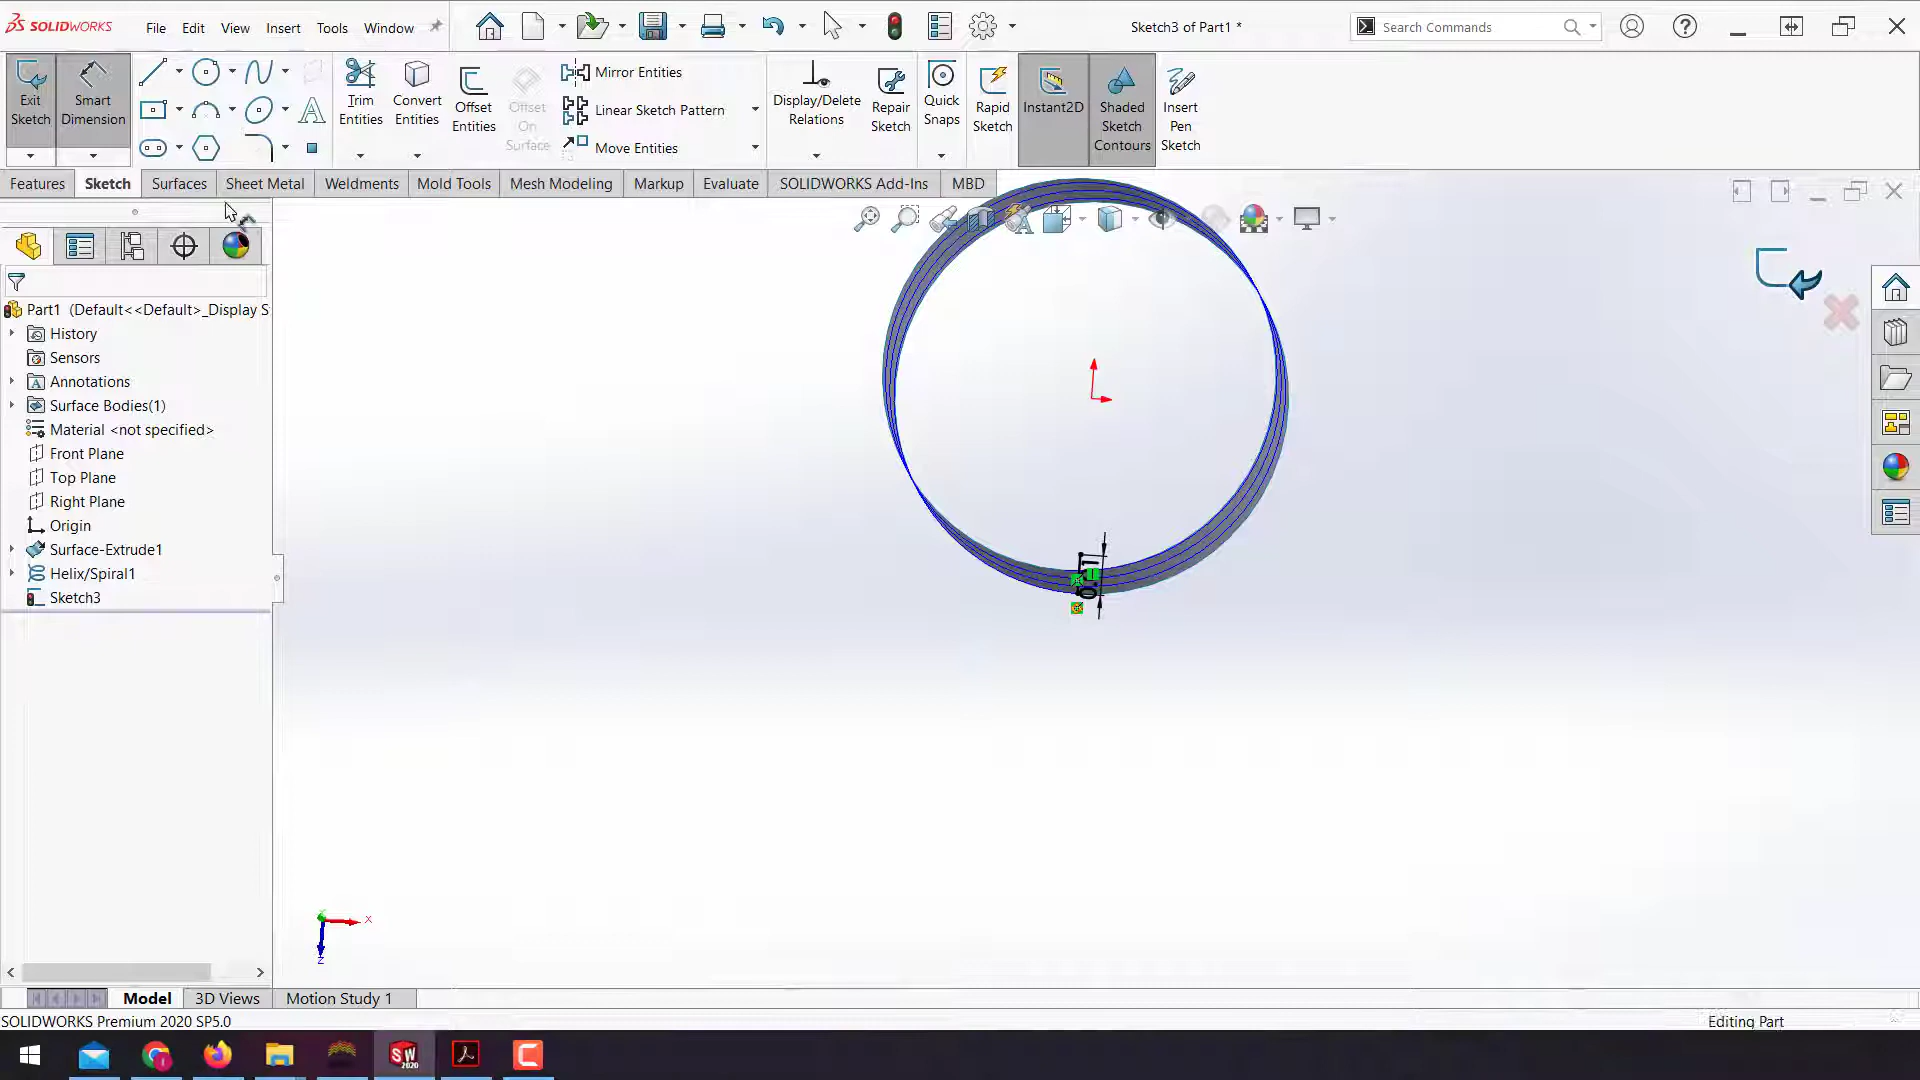 SOLIDWORKS File Edit View Insert Tools Window Sketch3 of Part1 * Search Commands
Exit Sketch
Smart Dimension
Trim Entities
Convert Entities
Offset Entities
Offset On Surface
Mirror Entities
Linear Sketch Pattern
Move Entities
Display/Delete Relations
Repair Sketch
Quick Snaps
Rapid Sketch
Instant2D
Shaded Sketch Contours
Insert Pen Sketch
Features Sketch Surfaces Sheet Metal Weldments Mold Tools Mesh Modeling Markup Evaluate SOLIDWORKS Add-Ins MBD
Part1 (Default<<Default>_Display S
History
Sensors
Annotations
Surface Bodies(1)
Material <not specified>
Front Plane
Top Plane
Right Plane
Origin
Surface-Extrude1
Helix/Spiral1
Sketch3
0.1
X
Z
Model 3D Views Motion Study 1
SOLIDWORKS Premium 2020 SP5.0 Editing Part
SW
2020